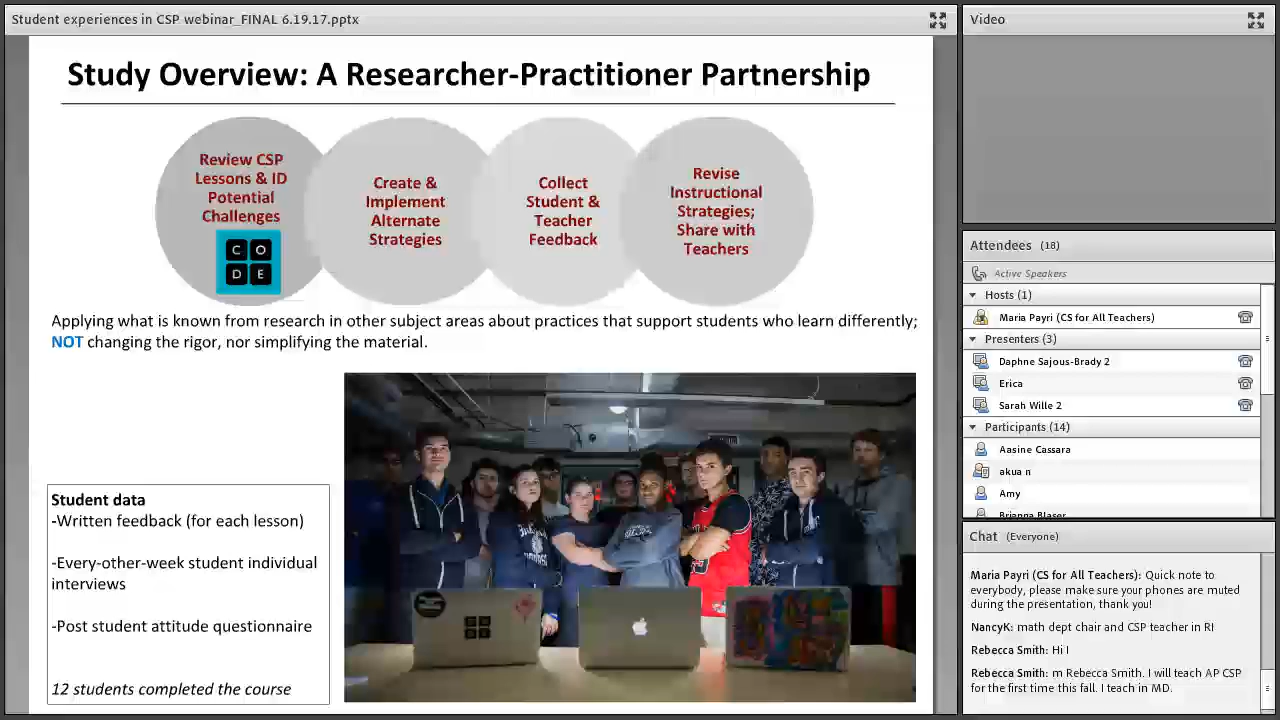 Student experiences in CSP webinar_FINAL 6.19.17.pptx
Study Overview: A Researcher-Practitioner Partnership
Review CSP
Lessons & ID
Potential
Challenges
C O
D E
Create &
Implement
Alternate
Strategies
Collect
Student &
Teacher
Feedback
Revise
Instructional
Strategies;
Share with
Teachers
Applying what is known from research in other subject areas about practices that support students who learn differently;
NOT changing the rigor, nor simplifying the material.
Student data
-Written feedback (for each lesson)
-Every-other-week student individual
interviews
-Post student attitude questionnaire
12 students completed the course
Video
Attendees (18)
Active Speakers
Hosts (1)
Maria Payri (CS for All Teachers)
Presenters (3)
Daphne Sajous-Brady 2
Erica
Sarah Wille 2
Participants (14)
Aasine Cassara
akua n
Amy
Brianna Blaser
Chat (Everyone)
Maria Payri (CS for All Teachers): Quick note to
everybody, please make sure your phones are muted
during the presentation, thank you!
NancyK: math dept chair and CSP teacher in RI
Rebecca Smith: Hi I
Rebecca Smith: m Rebecca Smith. I will teach AP CSP
for the first time this fall. I teach in MD.